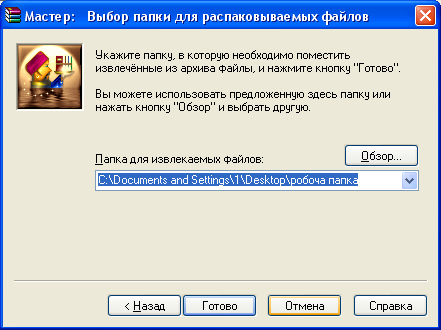 Мастер:   Выбор папки для распаковываемых файлов
Укажите папку, в которую необходимо поместить
извлечённые из архива файлы, и нажмите кнопку "Готово".
Вы можете использовать предложенную здесь папку или
нажать кнопку "Обзор" и выбрать другую.
Папка для извлекаемых файлов:
Обзор...
C:\Documents and Settings\1\Desktop\робоча папка
< Назад
Готово
Отмена
Справка